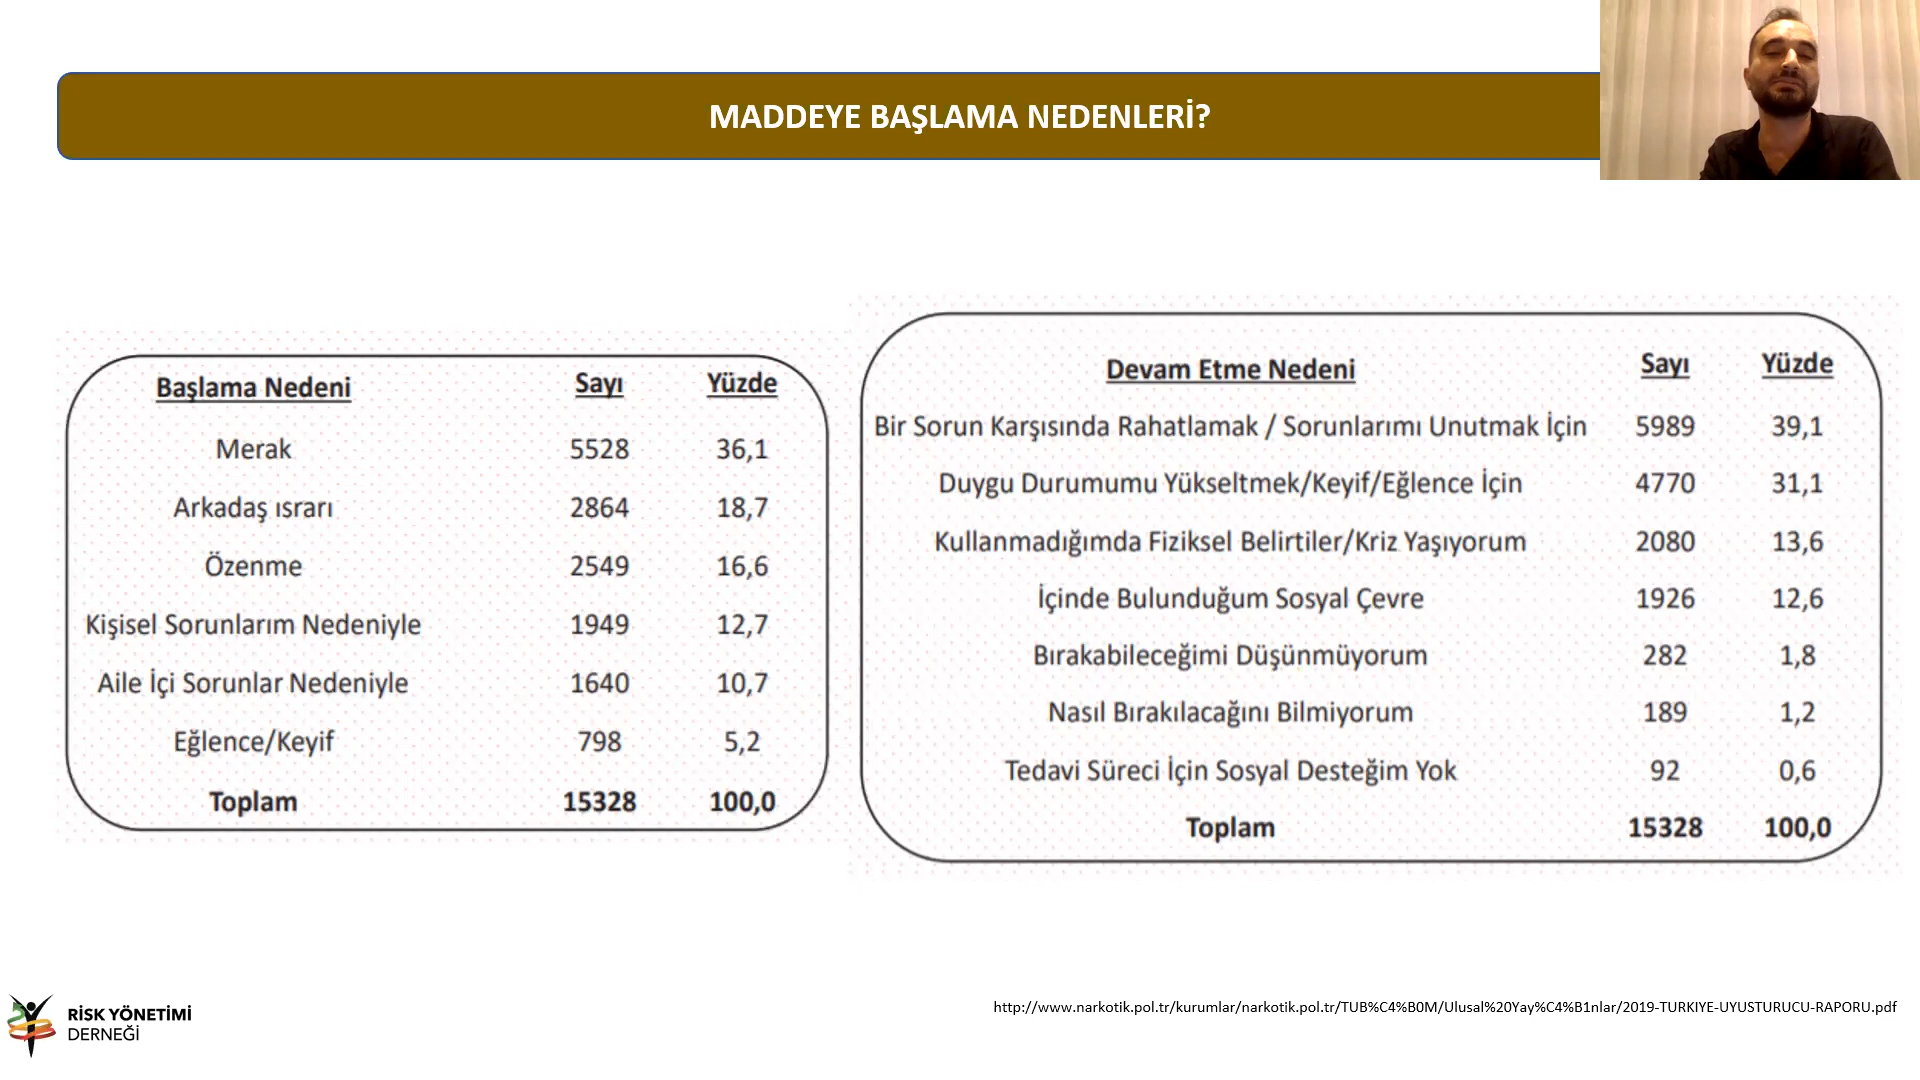 MADDEYE BAŞLAMA NEDENLERİ?
Başlama Nedeni Sayı Yüzde
Merak 5528 36,1
Arkadaş ısrarı 2864 18,7
Özenme 2549 16,6
Kişisel Sorunlarım Nedeniyle 1949 12,7
Aile İçi Sorunlar Nedeniyle 1640 10,7
Eğlence/Keyif 798 5,2
Toplam 15328 100,0
Devam Etme Nedeni Sayı Yüzde
Bir Sorun Karşısında Rahatlamak / Sorunlarımı Unutmak İçin 5989 39,1
Duygu Durumumu Yükseltmek/Keyif/Eğlence İçin 4770 31,1
Kullanmadığımda Fiziksel Belirtiler/Kriz Yaşıyorum 2080 13,6
İçinde Bulunduğum Sosyal Çevre 1926 12,6
Bırakabileceğimi Düşünmüyorum 282 1,8
Nasıl Bırakılacağını Bilmiyorum 189 1,2
Tedavi Süreci İçin Sosyal Desteğim Yok 92 0,6
Toplam 15328 100,0
RİSK YÖNETİMİ
DERNEĞİ
http://www.narkotik.pol.tr/kurumlar/narkotik.pol.tr/TUB%C4%B0M/Ulusal%20Yay%C4%B1nlar/2019-TURKIYE-UYUSTURUCU-RAPORU.pdf